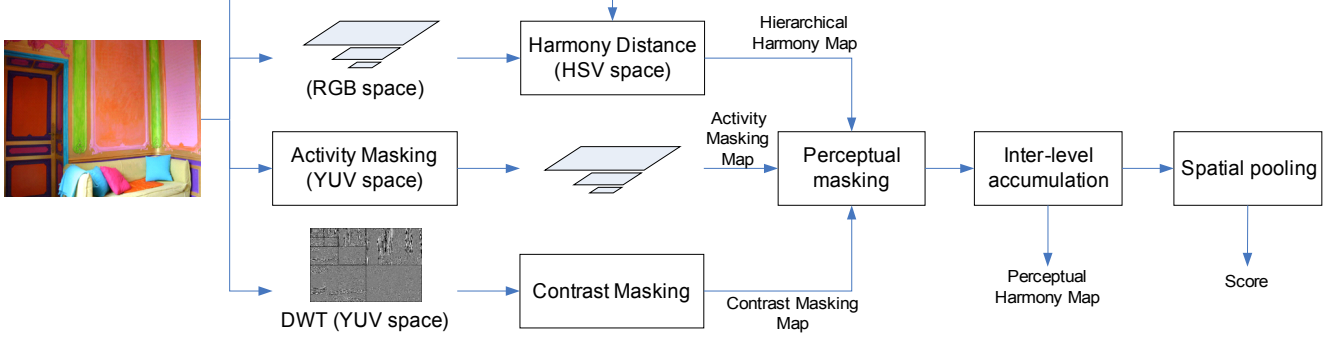 (RGB space)
Harmony Distance
(HSV space)
Hierarchical
Harmony Map
Activity Masking
(YUV space)
Activity
Masking
Map
Perceptual
masking
Inter-level
accumulation
Spatial pooling
DWT (YUV space)
Contrast Masking
Contrast Masking
Map
Perceptual
Harmony Map
Score